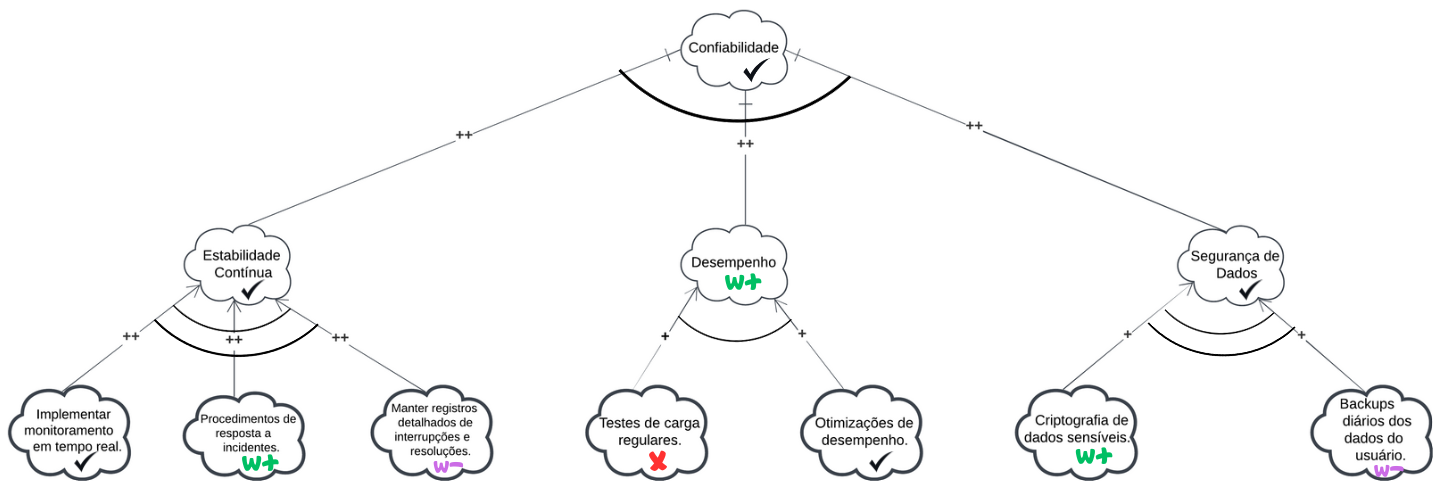 Confiabilidade
++
++
++
Estabilidade
Contínua
Desempenho
W+
Segurança de
Dados
++
++
++
+
+
+
+
Implementar
monitoramento
em tempo real.
Procedimentos de
resposta a
incidentes.
W+
Manter registros
detalhados de
interrupções e
resoluções.
W-
Testes de carga
regulares.
X
Otimizações de
desempenho.
Criptografia de
dados sensíveis.
W+
Backups
diários dos
dados do
usuário.
W-